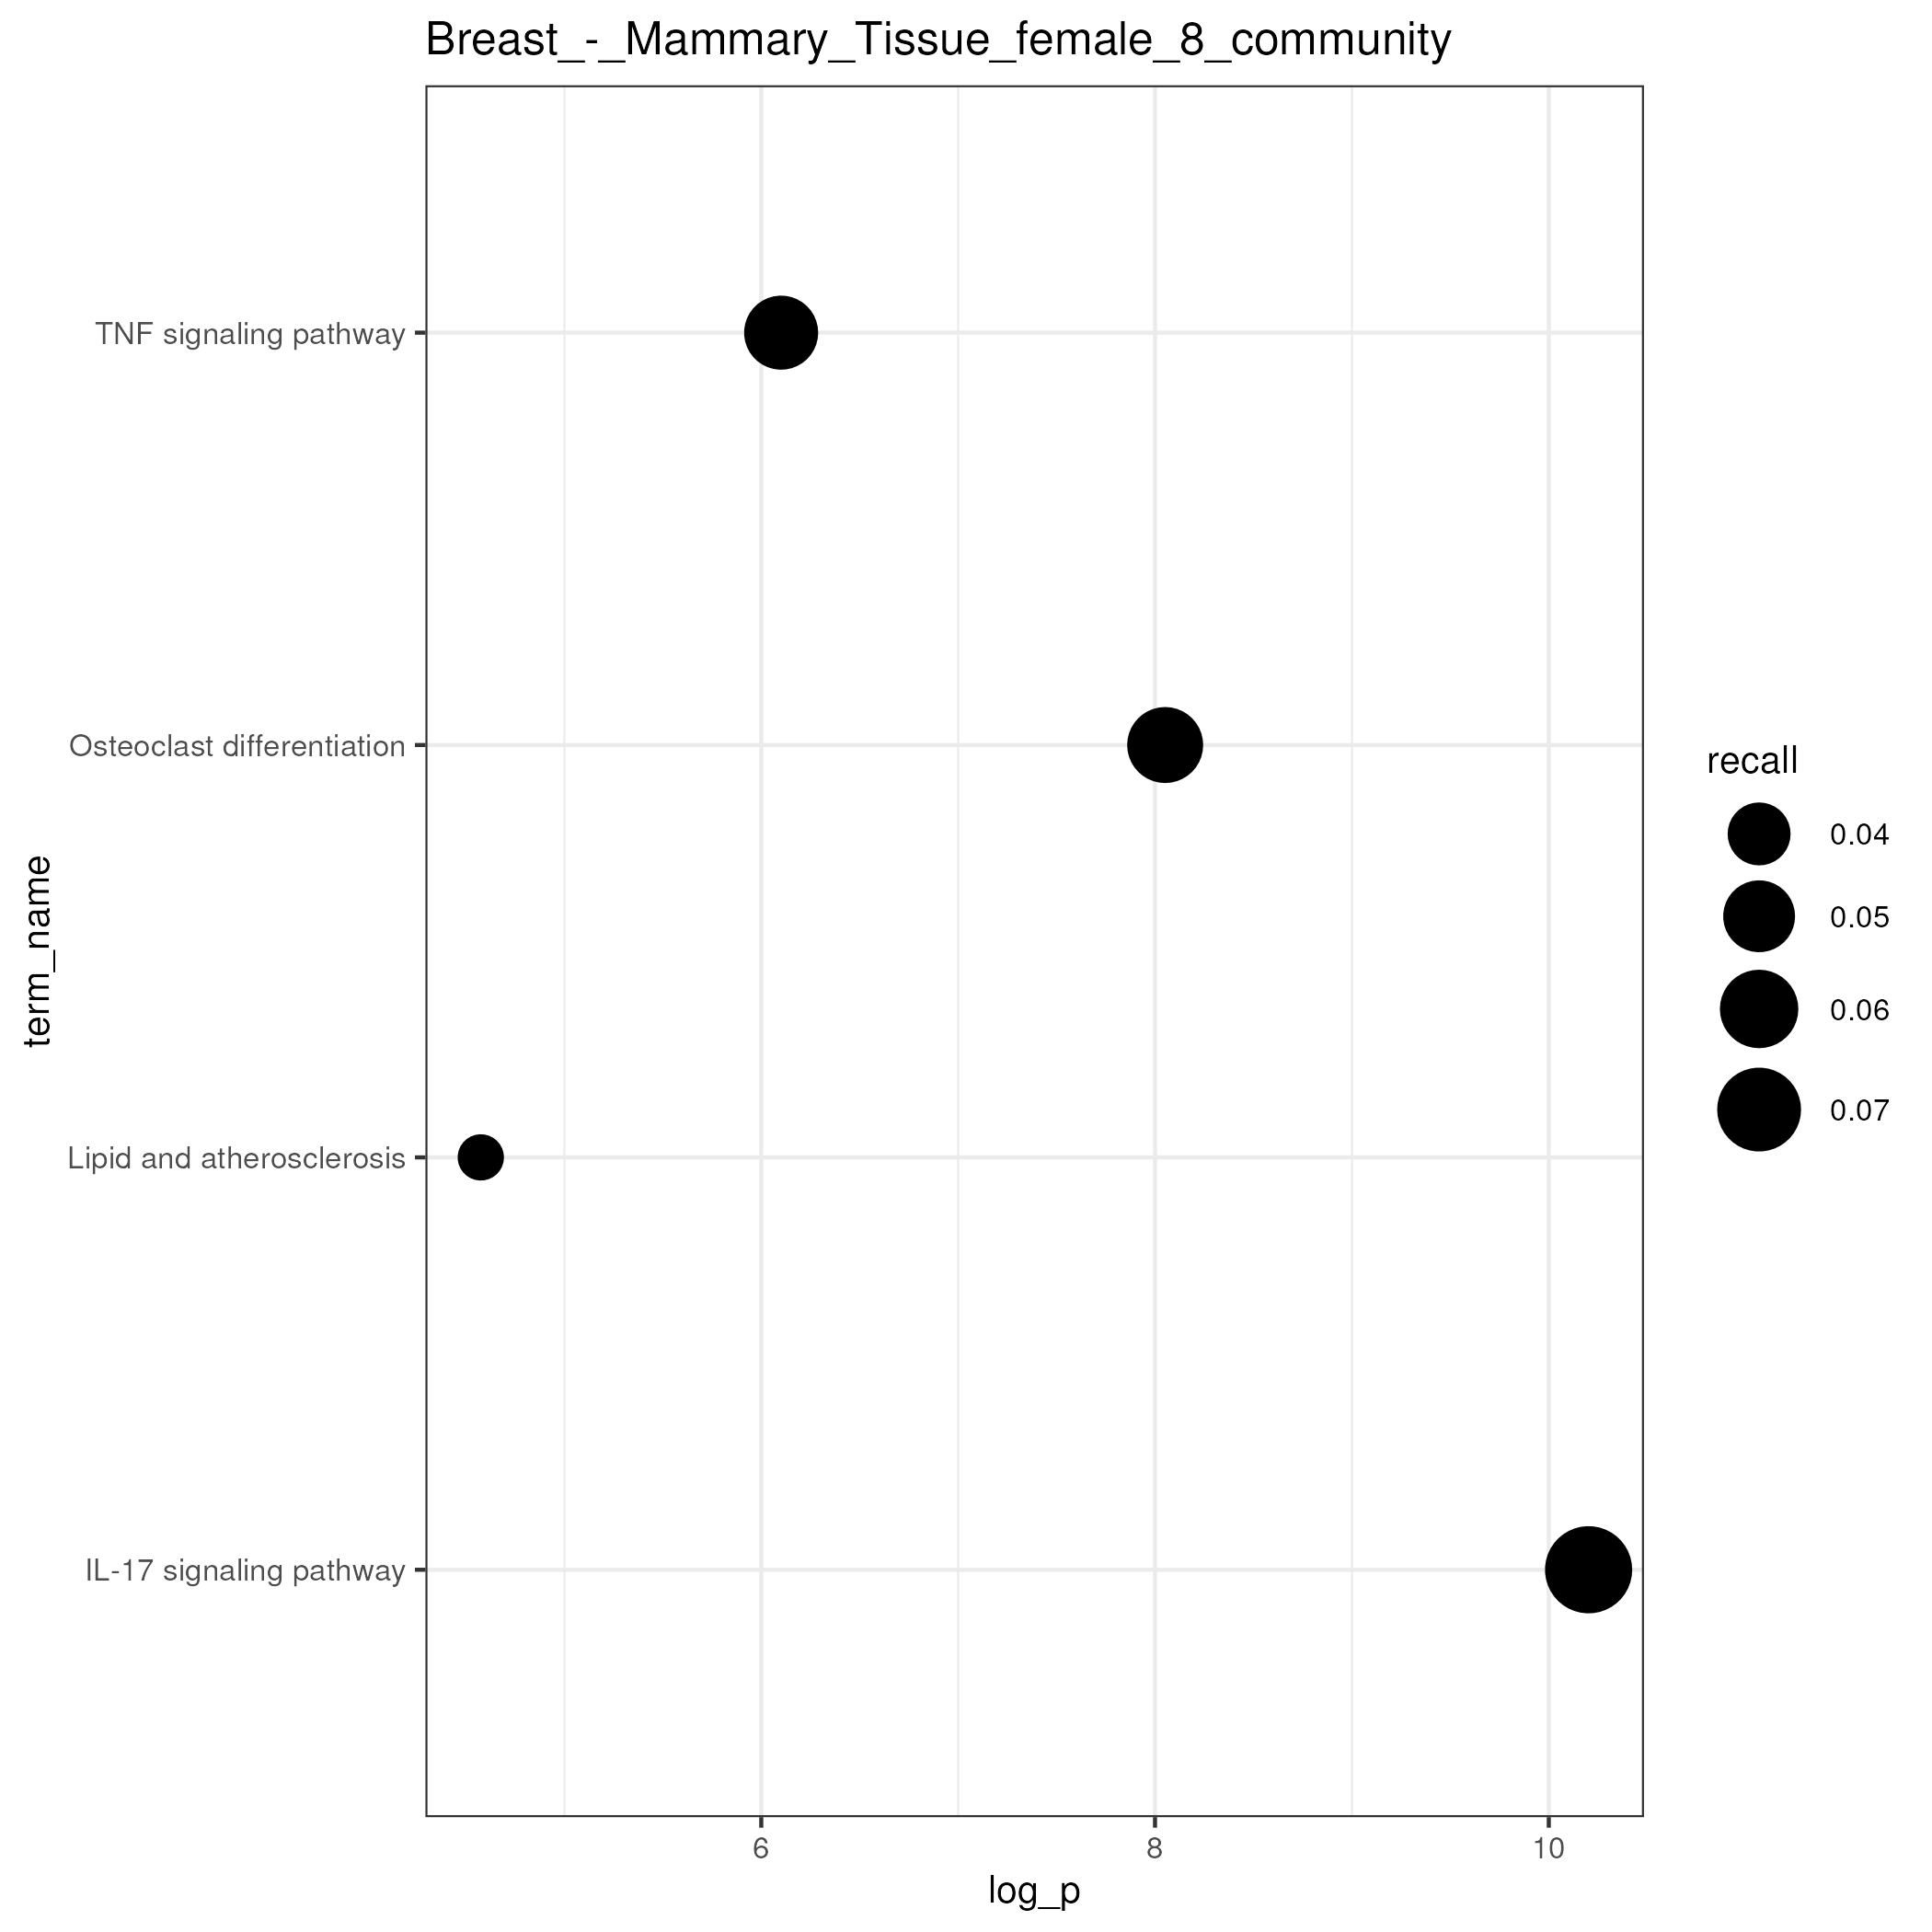 Breast_-_Mammary_Tissue_female_8_community
TNF signaling pathway
Osteoclast differentiation
Lipid and atherosclerosis
IL-17 signaling pathway
term_name
6
8
10
log_p
recall
0.04
0.05
0.06
0.07